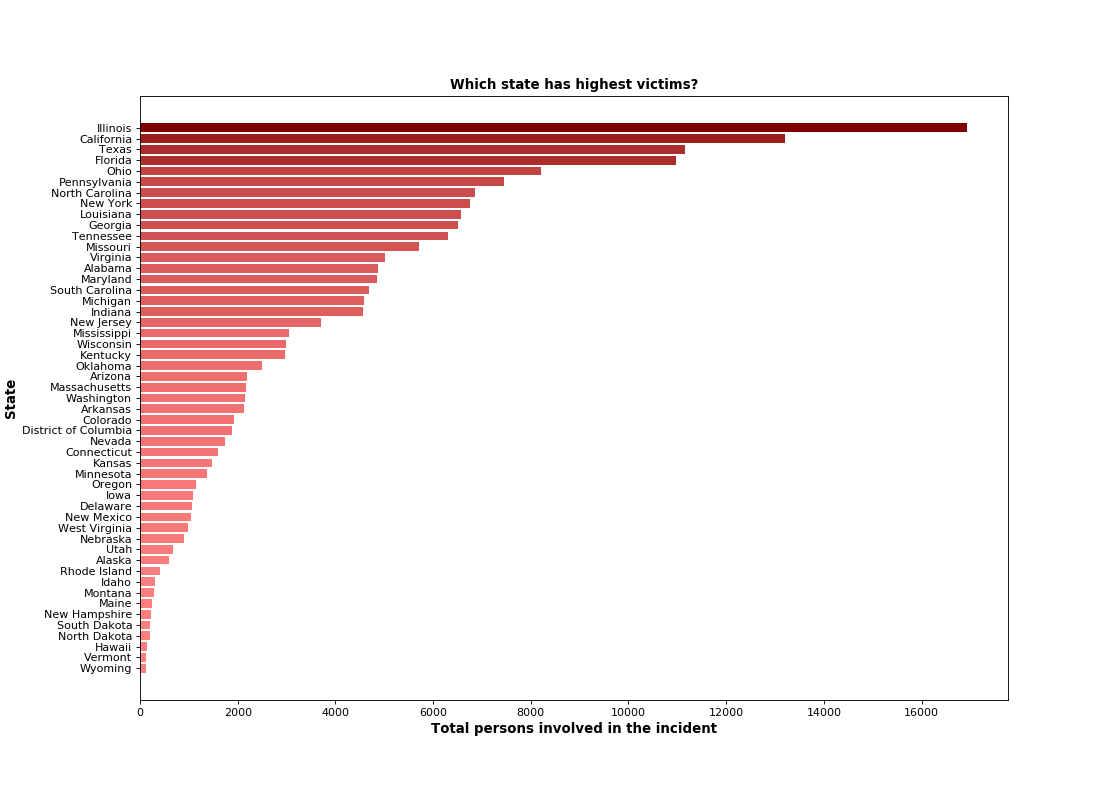 Which state has highest victims?
State
Illinois
California
Texas
Florida
Ohio
Pennsylvania
North Carolina
New York
Louisiana
Georgia
Tennessee
Missouri
Virginia
Alabama
Maryland
South Carolina
Michigan
Indiana
New Jersey
Mississippi
Wisconsin
Kentucky
Oklahoma
Arizona
Massachusetts
Washington
Arkansas
Colorado
District of Columbia
Nevada
Connecticut
Kansas
Minnesota
Oregon
Iowa
Delaware
New Mexico
West Virginia
Nebraska
Utah
Alaska
Rhode Island
Idaho
Montana
Maine
New Hampshire
South Dakota
North Dakota
Hawaii
Vermont
Wyoming
0 2000 4000 6000 8000 10000 12000 14000 16000
Total persons involved in the incident